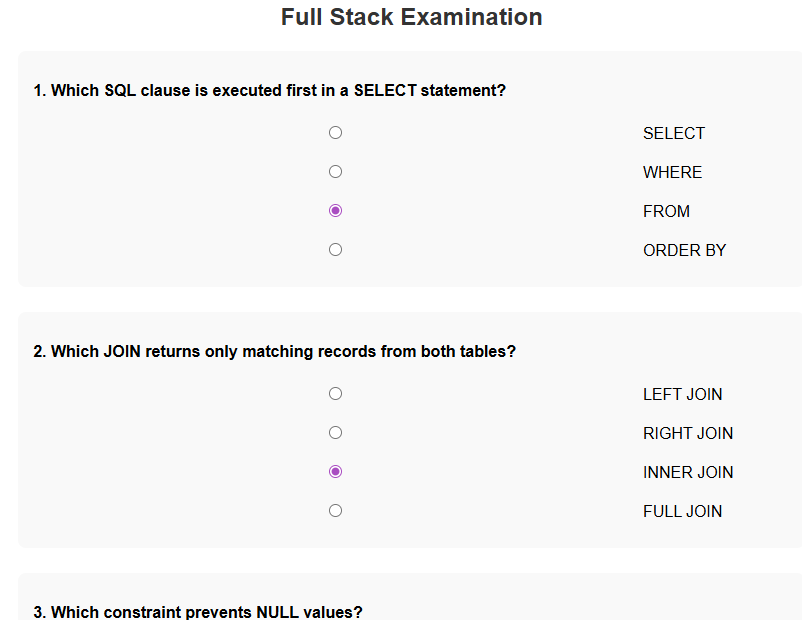 Full Stack Examination
1. Which SQL clause is executed first in a SELECT statement?
SELECT
WHERE
FROM
ORDER BY
2. Which JOIN returns only matching records from both tables?
LEFT JOIN
RIGHT JOIN
INNER JOIN
FULL JOIN
3. Which constraint prevents NULL values?